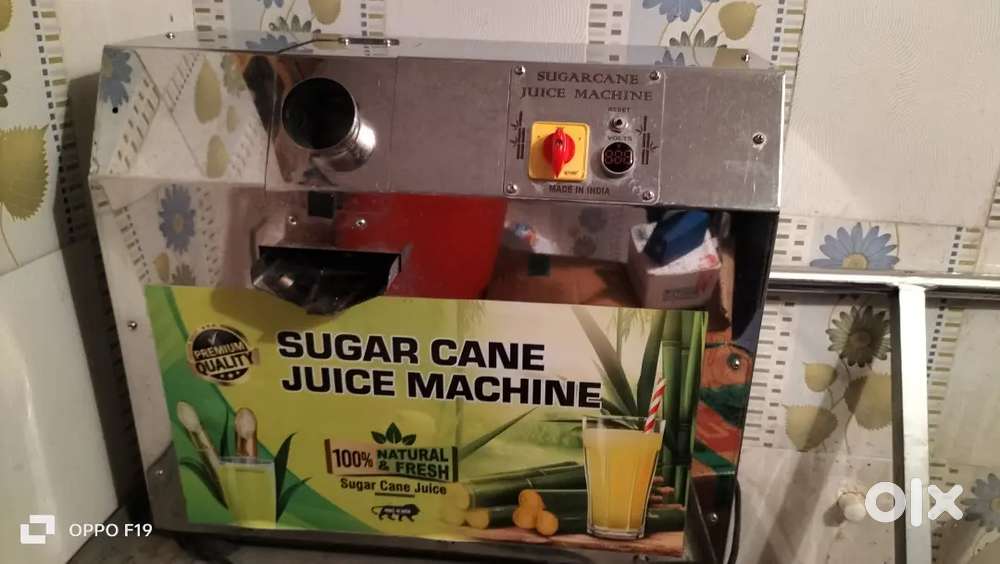 SUGARCANE
JUICE MACHINE
RESET
VOLTS
MADE IN INDIA
PREMIUM
QUALITY
SUGAR CANE
JUICE MACHINE
100% NATURAL
& FRESH
Sugar Cane Juice
OPPO F19
olx